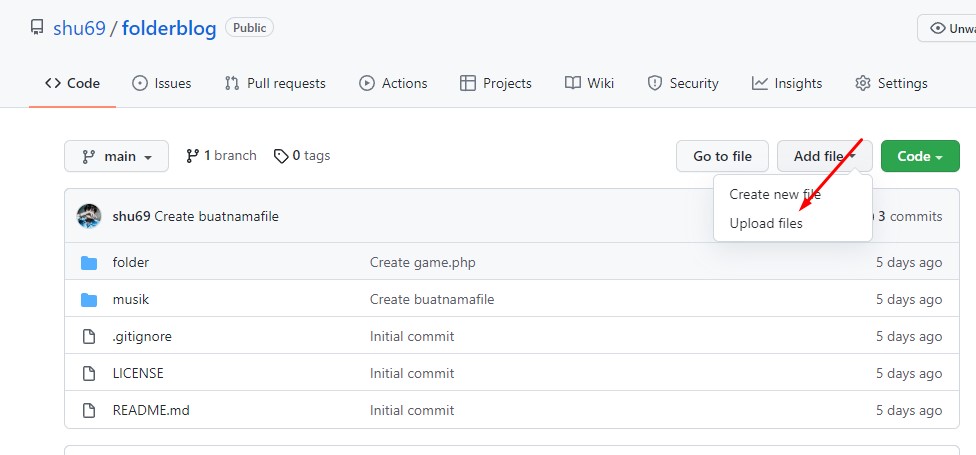 shu69 / folderblog Public Unwa
Code Issues Pull requests Actions Projects Wiki Security Insights Settings
main 1 branch 0 tags Go to file Add file Code
Create new file
Upload files
shu69 Create buatnamafile 3 commits
folder Create game.php 5 days ago
musik Create buatnamafile 5 days ago
.gitignore Initial commit 5 days ago
LICENSE Initial commit 5 days ago
README.md Initial commit 5 days ago